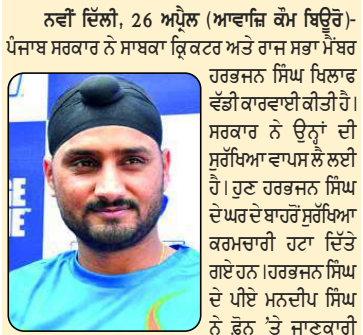 ਨਵੀਂ ਦਿੱਲੀ, 26 ਅਪ੍ਰੈਲ (ਆਵਾਜ਼ਿ ਕੌਮ ਬਿਊਰੋ)-
ਪੰਜਾਬ ਸਰਕਾਰ ਨੇ ਸਾਬਕਾ ਕ੍ਰਿਕਟਰ ਅਤੇ ਰਾਜ ਸਭਾ ਮੈਂਬਰ
ਹਰਭਜਨ ਸਿੰਘ ਖਿਲਾਫ
ਵੱਡੀ ਕਾਰਵਾਈ ਕੀਤੀ ਹੈ।
ਸਰਕਾਰ ਨੇ ਉਨ੍ਹਾਂ ਦੀ
ਸੁਰੱਖਿਆ ਵਾਪਸ ਲੈ ਲਈ
ਹੈ। ਹੁਣ ਹਰਭਜਨ ਸਿੰਘ
ਦੇ ਘਰ ਦੇ ਬਾਹਰੋਂ ਸੁਰੱਖਿਆ
ਕਰਮਚਾਰੀ ਹਟਾ ਦਿੱਤੇ
ਗਏ ਹਨ।ਹਰਭਜਨ ਸਿੰਘ
ਦੇ ਪੀਏ ਮਨਦੀਪ ਸਿੰਘ
ਨੇ ਫ਼ੋਨ 'ਤੇ ਜਾਣਕਾਰੀ